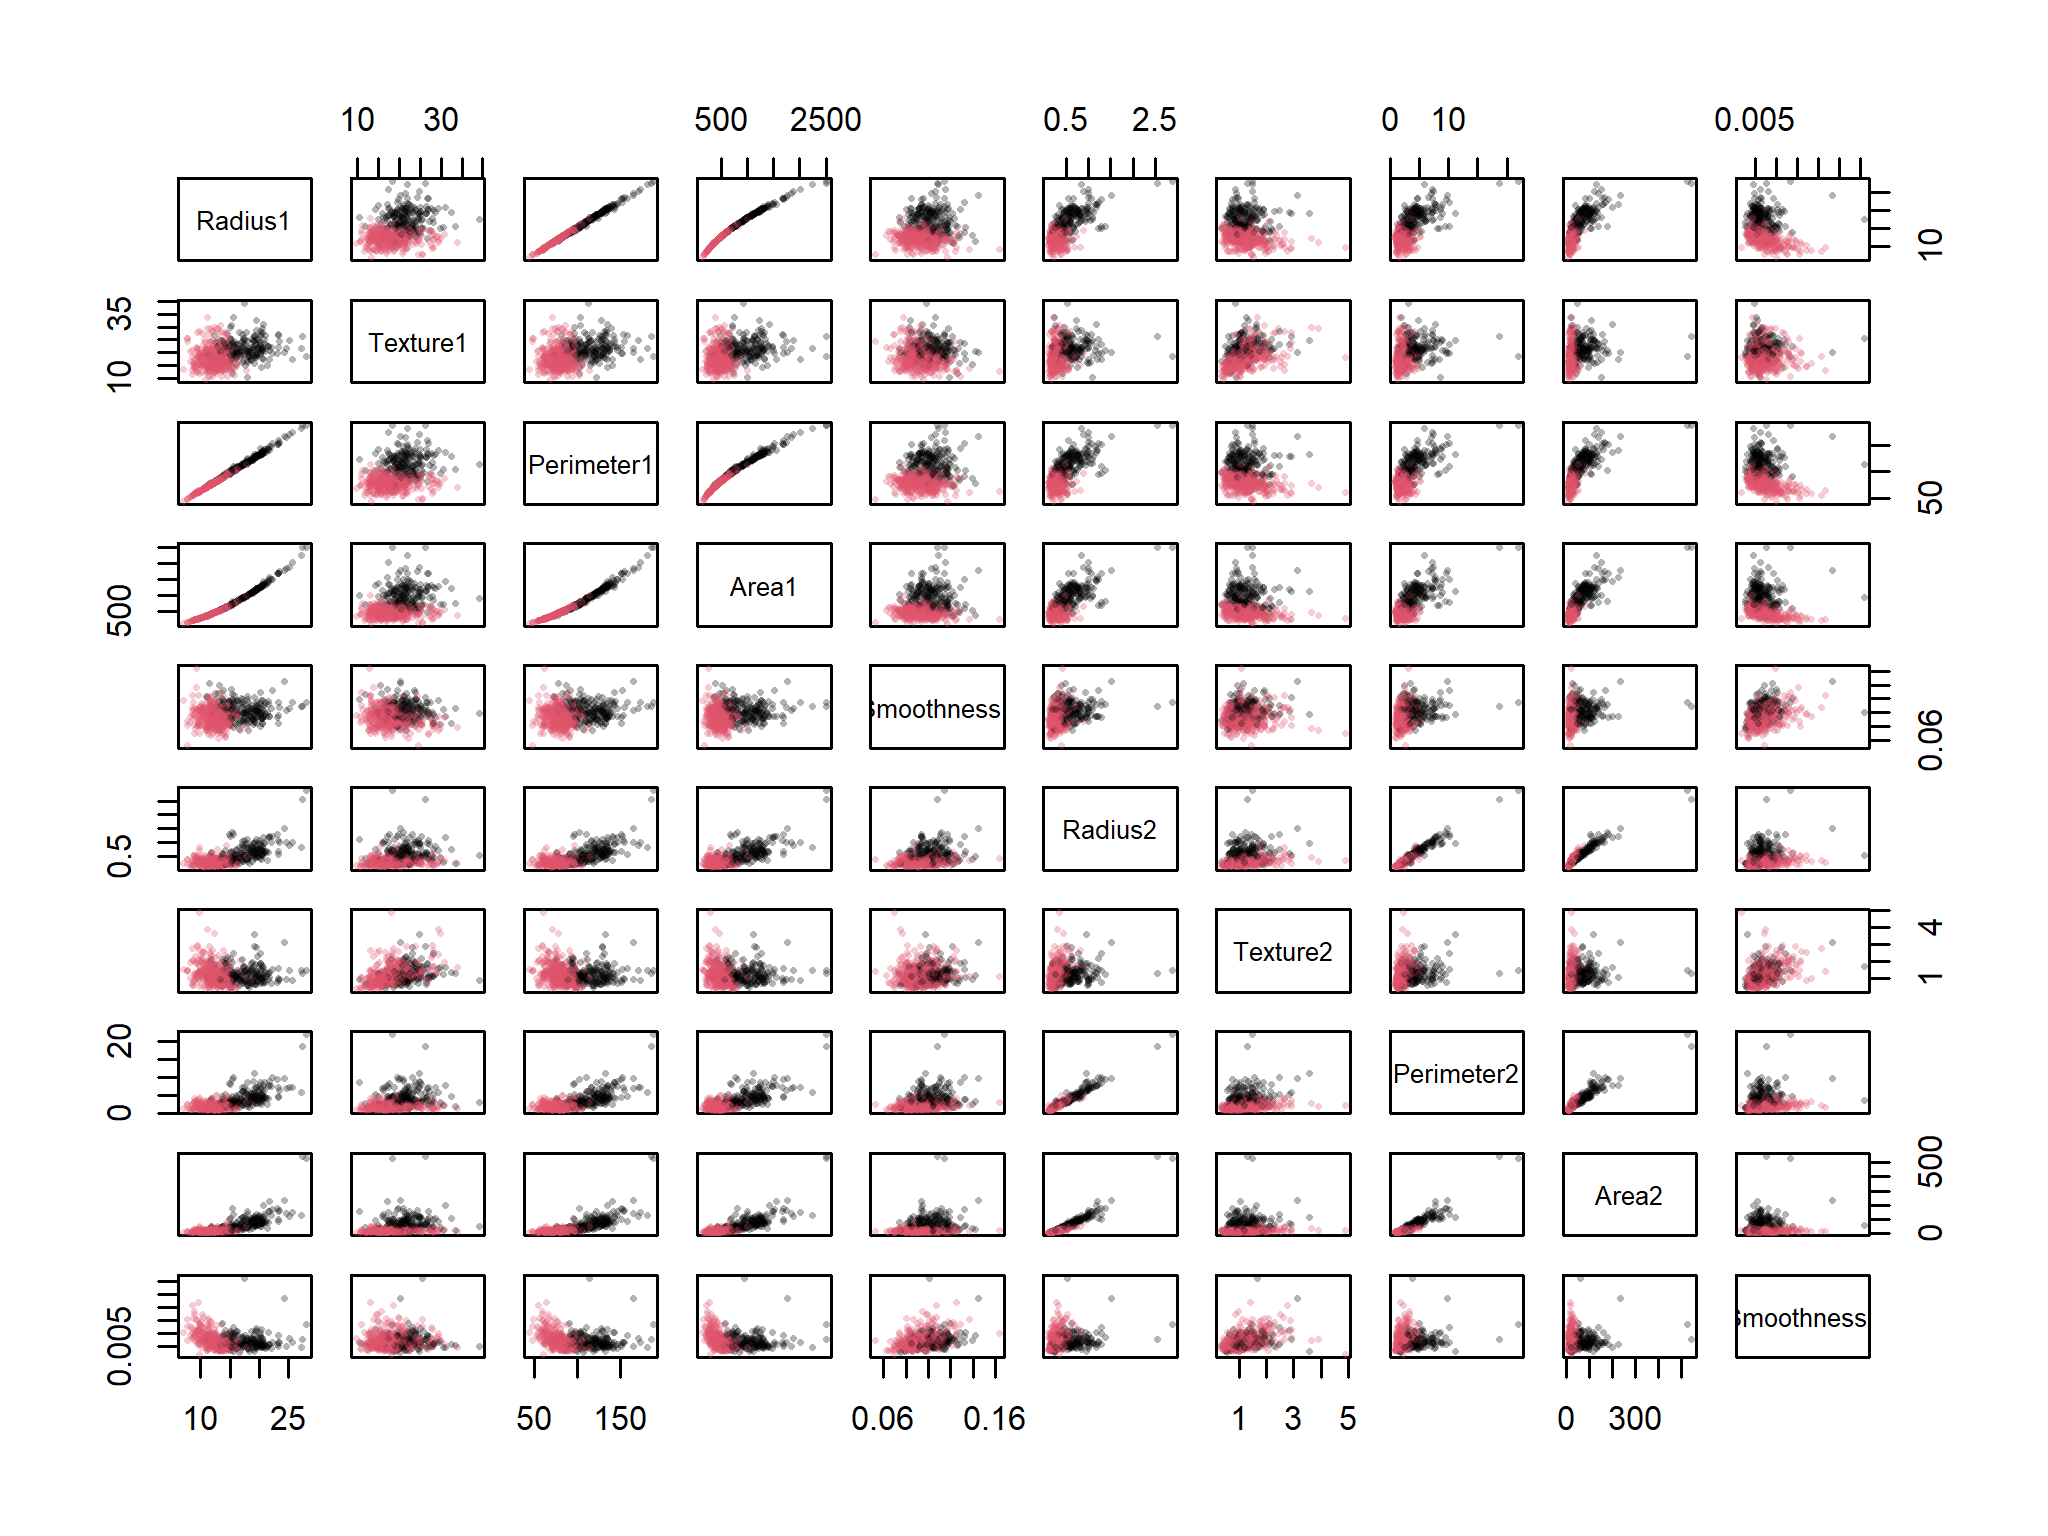 10 30 500 2500 0.5 2.5 0 10 0.005
Radius1 10
35 10 Texture1
Perimeter1 50
500 Area1
moothness 0.06
0.5 Radius2
Texture2 1 4
0 20 Perimeter2
Area2 0 500
0.005 moothness
10 25 50 150 0.06 0.16 1 3 5 0 300